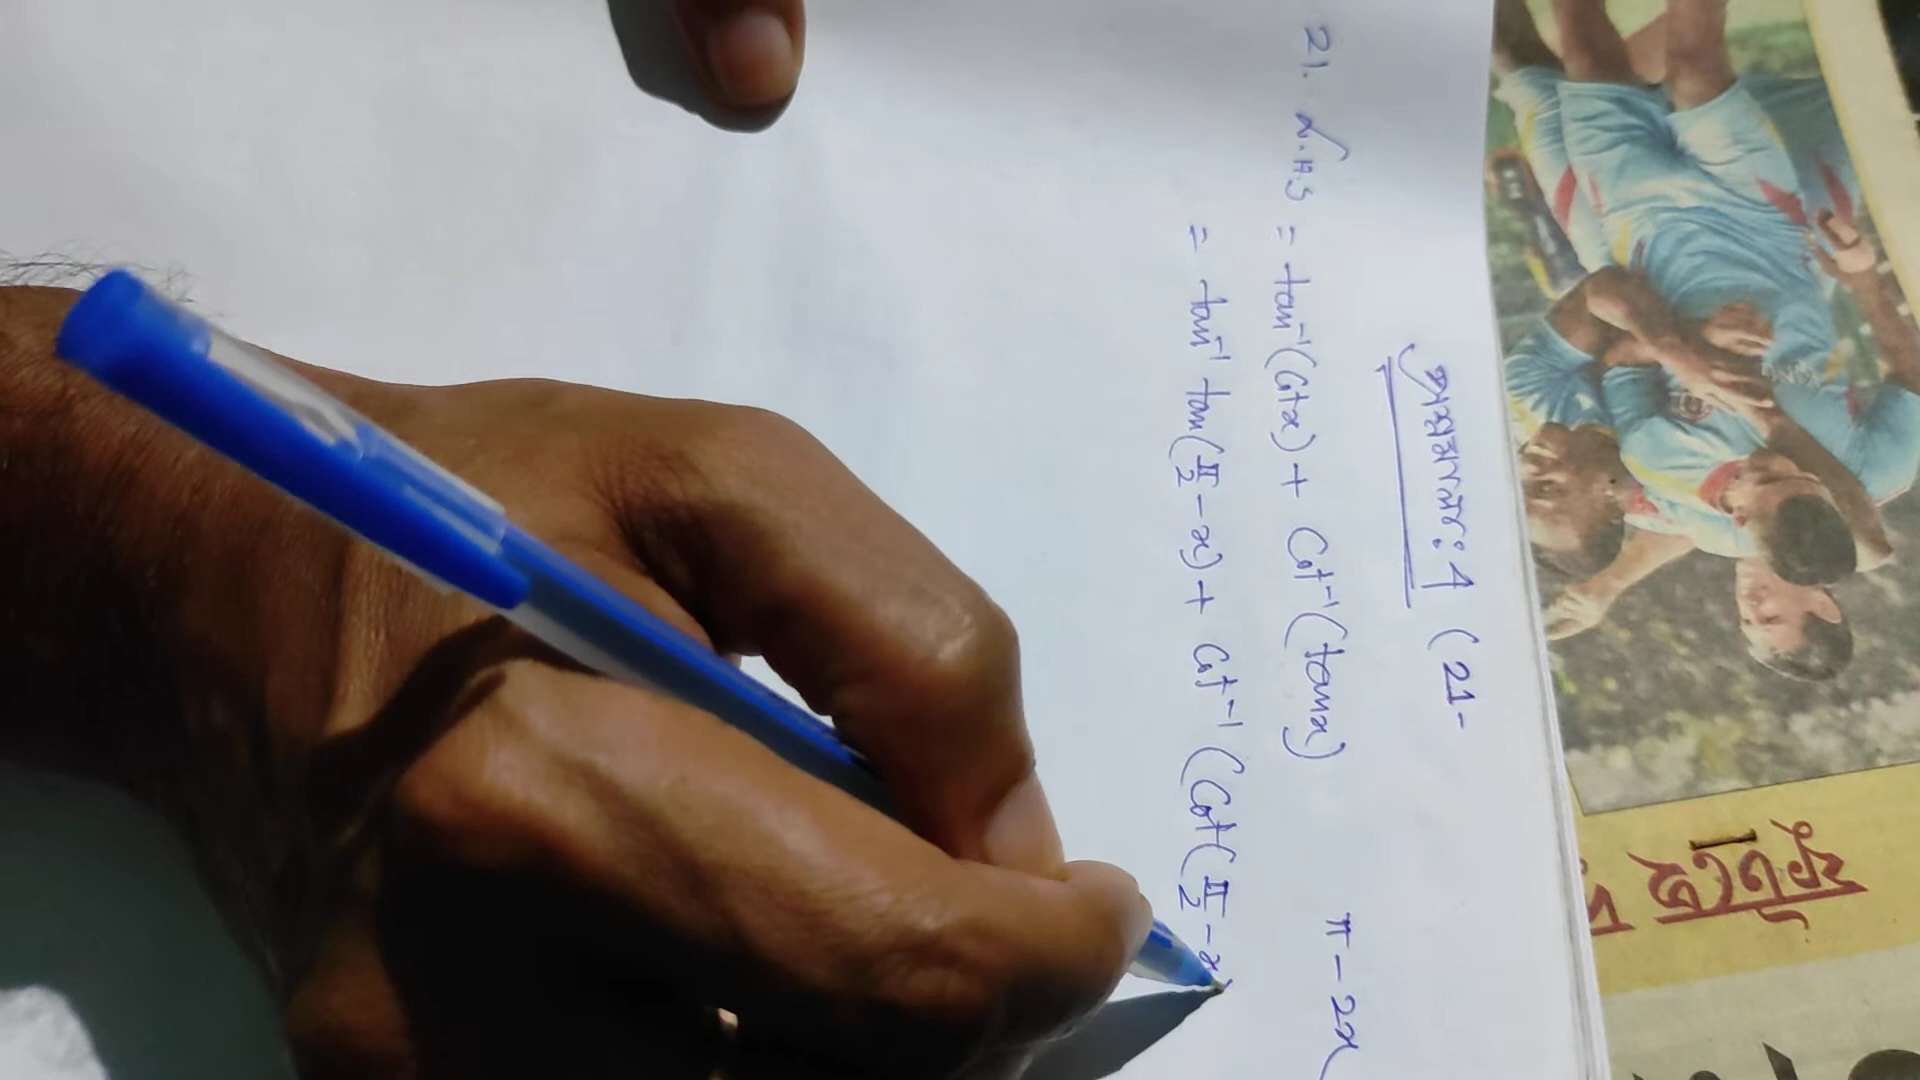 প্রশ্নমালা: 4 (21-
21. L.H.S = tan⁻¹(Cotx) + Cot⁻¹(tanx) π - 2x
= tan⁻¹ tan(π/2 - x) + Cot⁻¹ (Cot(π/2 - x)